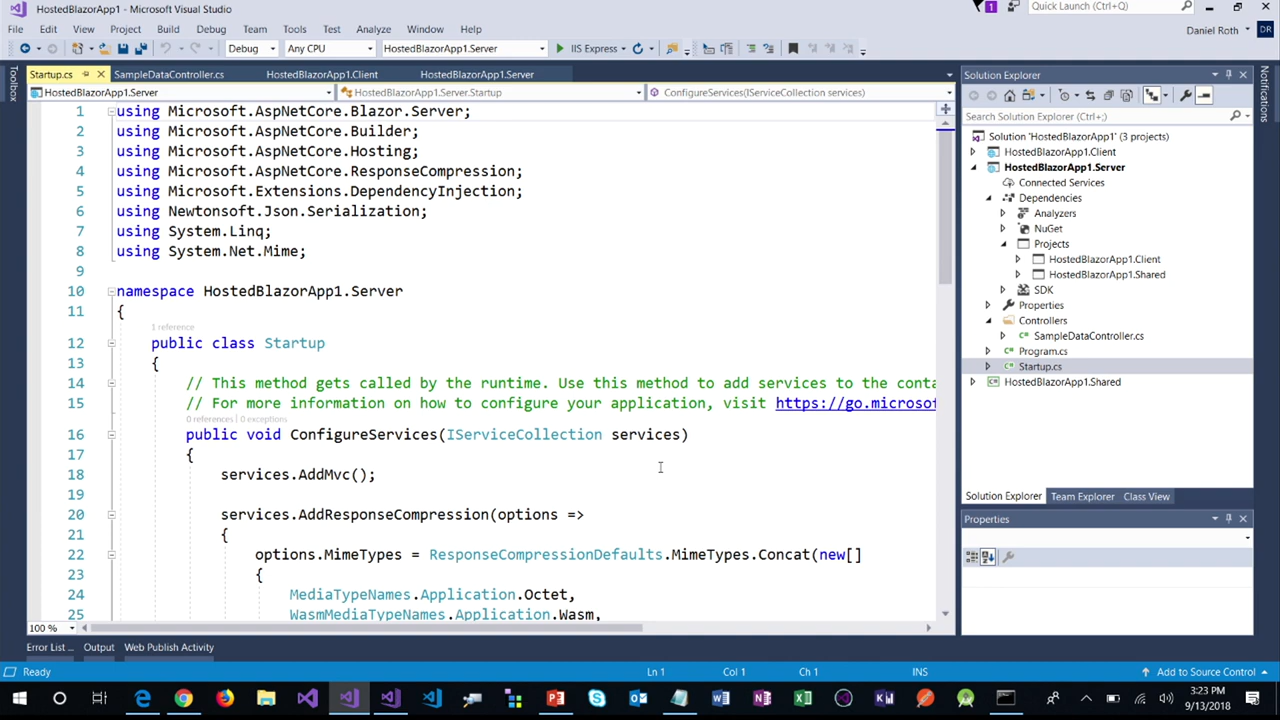 HostedBlazorApp1 - Microsoft Visual Studio
1
Quick Launch (Ctrl+Q)
File Edit View Project Build Debug Team Tools Test Analyze Window Help
Daniel Roth DR
Debug Any CPU HostedBlazorApp1.Server IIS Express
Toolbox
Startup.cs SampleDataController.cs HostedBlazorApp1.Client HostedBlazorApp1.Server
HostedBlazorApp1.Server HostedBlazorApp1.Server.Startup ConfigureServices(IServiceCollection services)
1 using Microsoft.AspNetCore.Blazor.Server;
2 using Microsoft.AspNetCore.Builder;
3 using Microsoft.AspNetCore.Hosting;
4 using Microsoft.AspNetCore.ResponseCompression;
5 using Microsoft.Extensions.DependencyInjection;
6 using Newtonsoft.Json.Serialization;
7 using System.Linq;
8 using System.Net.Mime;
9
10 namespace HostedBlazorApp1.Server
11 {
1 reference
12 public class Startup
13 {
14 // This method gets called by the runtime. Use this method to add services to the conta
15 // For more information on how to configure your application, visit https://go.microsof
0 references | 0 exceptions
16 public void ConfigureServices(IServiceCollection services)
17 {
18 services.AddMvc();
19
20 services.AddResponseCompression(options =>
21 {
22 options.MimeTypes = ResponseCompressionDefaults.MimeTypes.Concat(new[]
23 {
24 MediaTypeNames.Application.Octet,
25 WasmMediaTypeNames.Application.Wasm,
100 %
Solution Explorer
Search Solution Explorer (Ctrl+;)
Solution 'HostedBlazorApp1' (3 projects)
HostedBlazorApp1.Client
HostedBlazorApp1.Server
Connected Services
Dependencies
Analyzers
NuGet
Projects
HostedBlazorApp1.Client
HostedBlazorApp1.Shared
SDK
Properties
Controllers
SampleDataController.cs
Program.cs
Startup.cs
HostedBlazorApp1.Shared
Solution Explorer Team Explorer Class View
Properties
Notifications
Error List ... Output Web Publish Activity
Ready Ln 1 Col 1 Ch 1 INS Add to Source Control
3:23 PM
9/13/2018